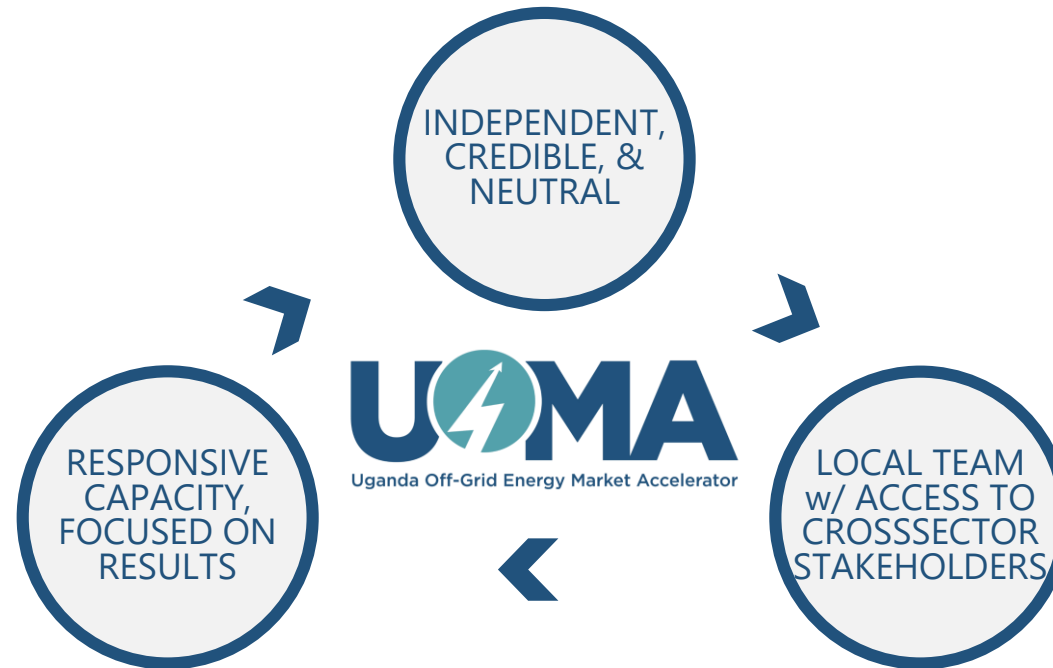 INDEPENDENT,
CREDIBLE, &
NEUTRAL
UOMA
Uganda Off-Grid Energy Market Accelerator
RESPONSIVE
CAPACITY,
FOCUSED ON
RESULTS
LOCAL TEAM
w/ ACCESS TO
CROSSSECTOR
STAKEHOLDERS